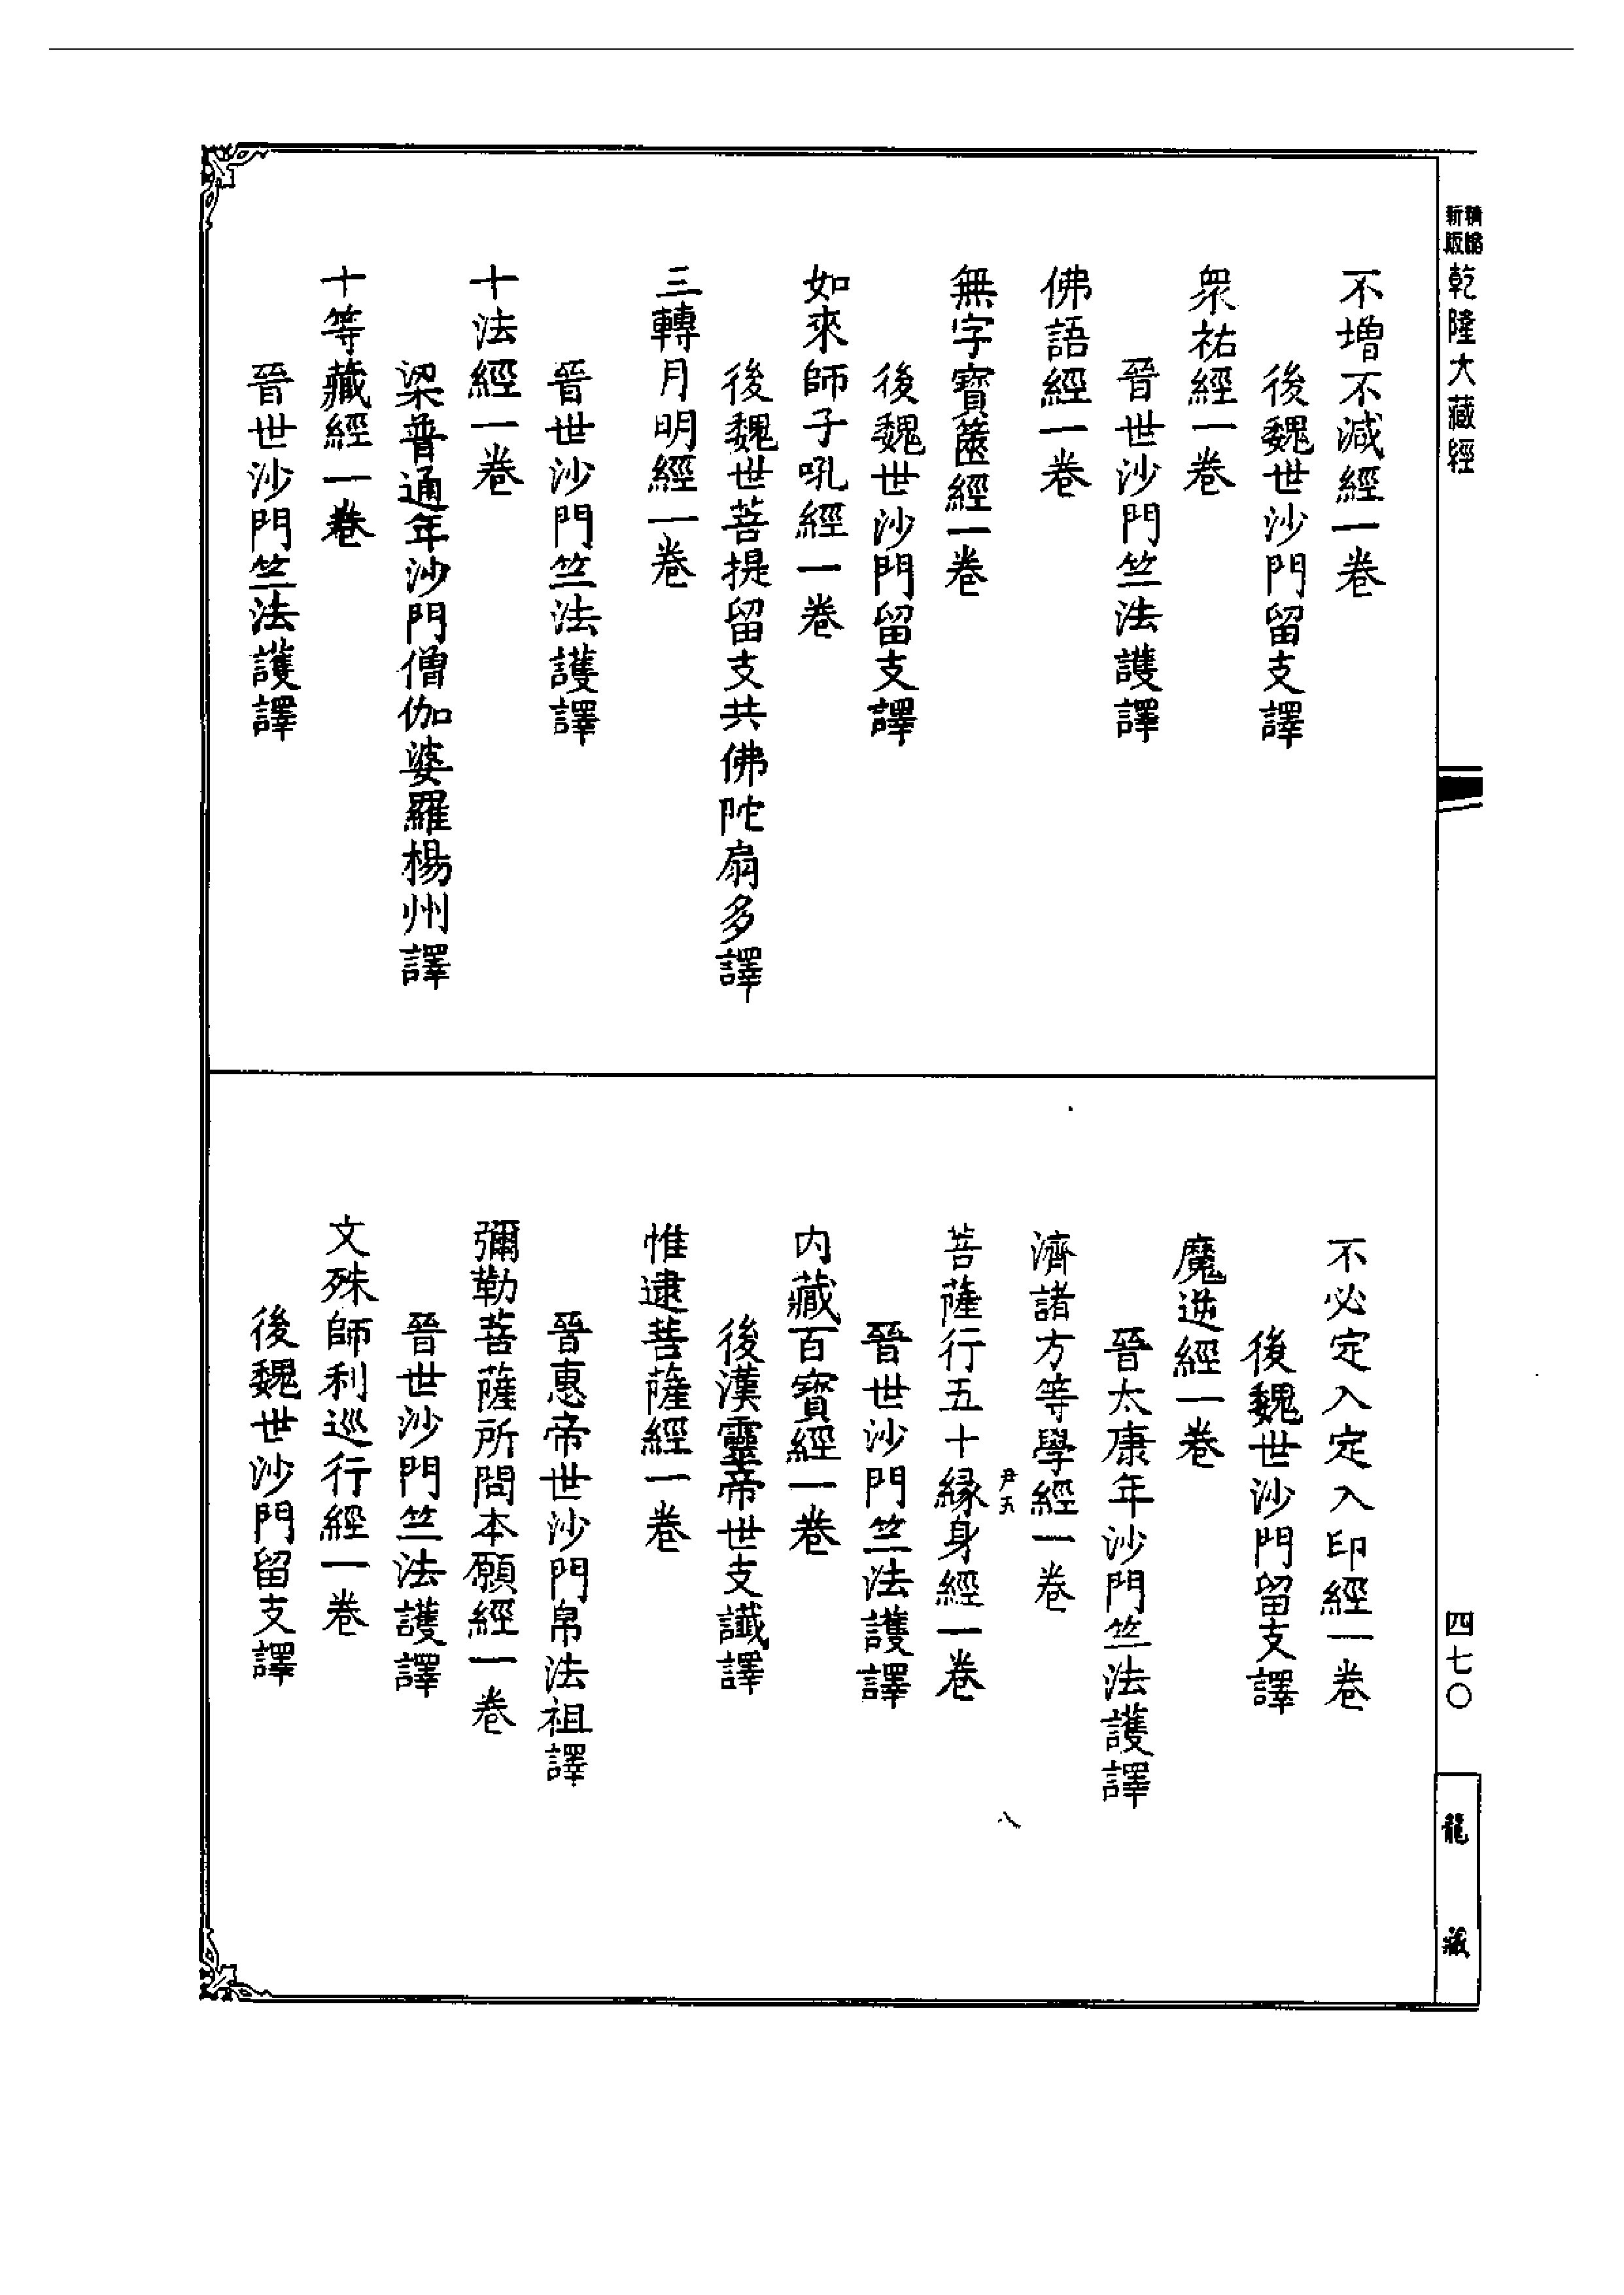 新版
精縮
乾隆大藏經
不增不減經一卷
後魏世沙門留支譯
衆祐經一卷
晉世沙門竺法護譯
佛語經一卷
無字寶篋經一卷
後魏世沙門留支譯
如來師子吼經一卷
後魏世菩提留支共佛陀扇多譯
三轉月明經一卷
晉世沙門竺法護譯
十法經一卷
梁普通年沙門僧伽婆羅楊州譯
十等藏經一卷
晉世沙門竺法護譯
不必定入定入印經一卷
後魏世沙門留支譯
魔逆經一卷
晉太康年沙門竺法護譯
濟諸方等學經一卷
尹五
八
菩薩行五十緣身經一卷
晉世沙門竺法護譯
内藏百寶經一卷
後漢靈帝世支讖譯
惟逮菩薩經一卷
晉惠帝世沙門帛法祖譯
彌勒菩薩所問本願經一卷
晉世沙門竺法護譯
文殊師利巡行經一卷
後魏世沙門留支譯
四七〇
龍藏